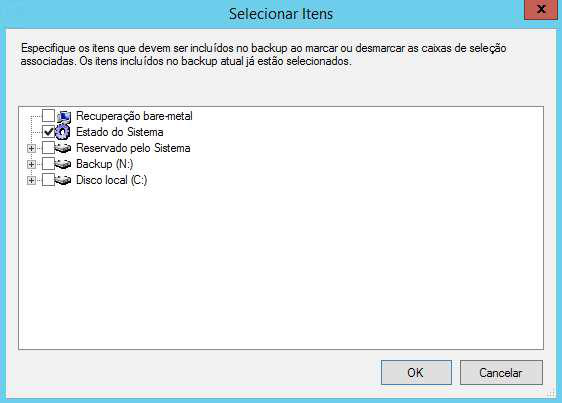 Selecionar Itens
x
Especifique os itens que devem ser incluídos no backup ao marcar ou desmarcar as caixas de seleção
associadas. Os itens incluídos no backup atual já estão selecionados.
Recuperação bare-metal
Estado do Sistema
Reservado pelo Sistema
Backup (N:)
Disco local (C:)
OK
Cancelar